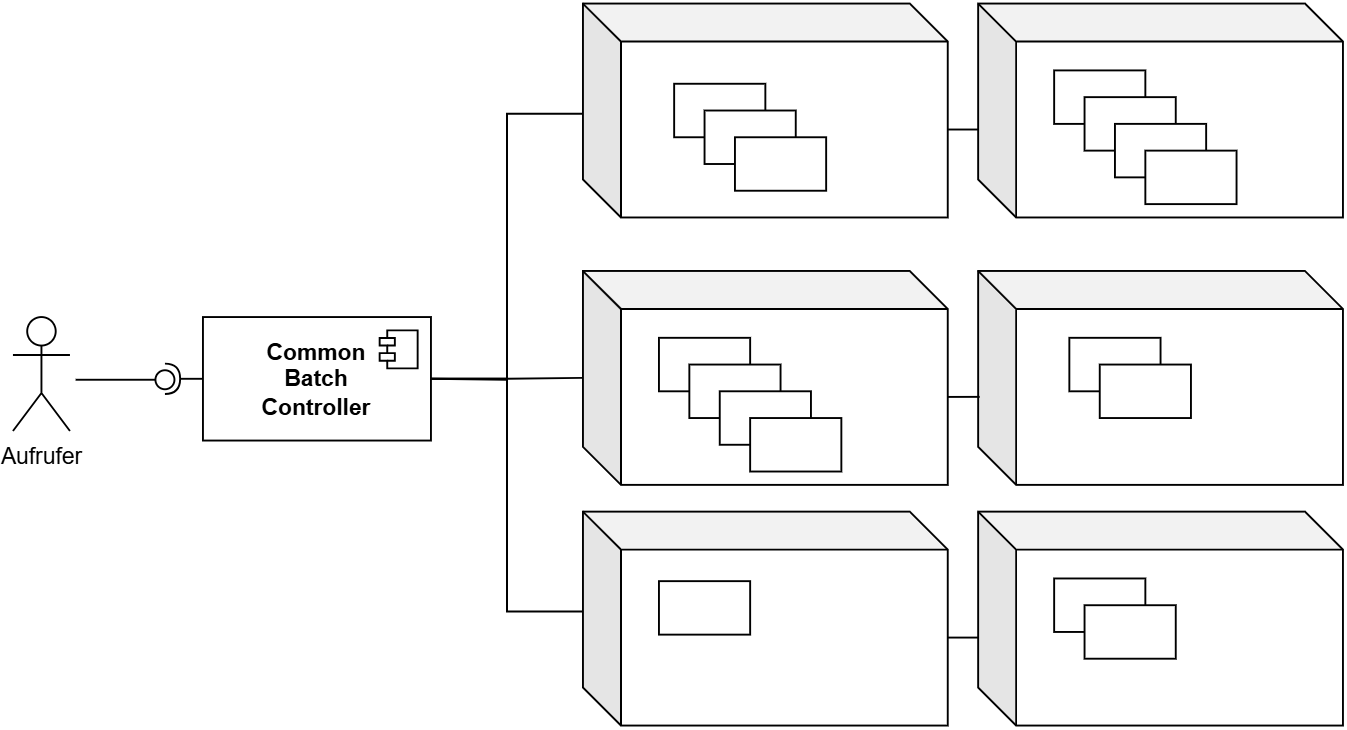 Common
Batch
Controller
Aufrufer